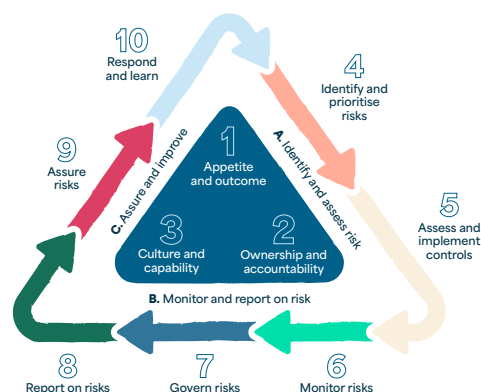 10
Respond
and learn
4
Identify and
prioritise
risks
1
Appetite
and outcome
A. Identify and assess risk
C. Assure and improve
9
Assure
risks
5
Assess and
implement
controls
3
Culture and
capability
2
Ownership and
accountability
B. Monitor and report on risk
8
Report on risks
7
Govern risks
6
Monitor risks